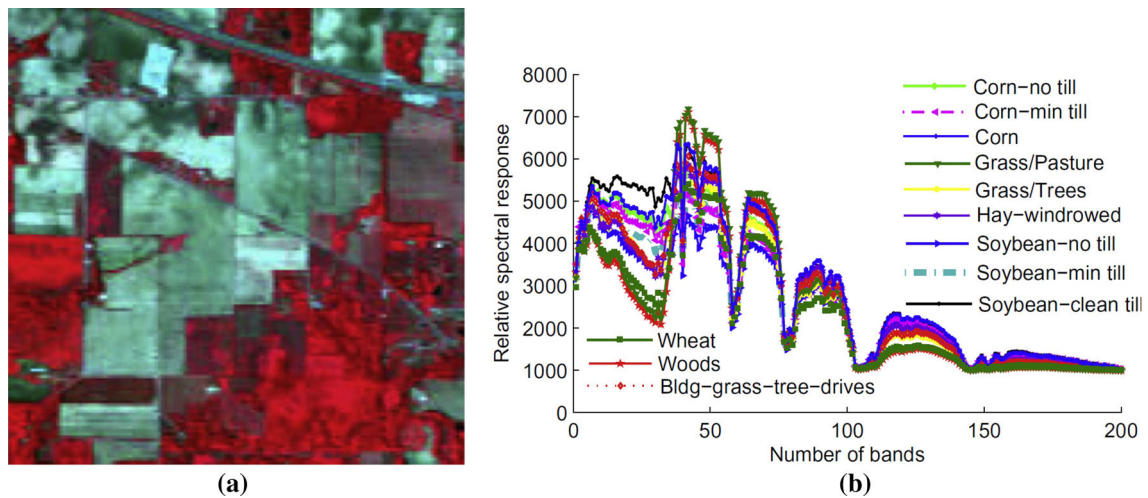 8000
7000
6000
5000
4000
3000
2000
1000
0
Relative spectral response
Corn-no till
Corn-min till
Corn
Grass/Pasture
Grass/Trees
Hay-windrowed
Soybean-no till
Soybean-min till
Soybean-clean till
Wheat
Woods
Bldg-grass-tree-drives
0 50 100 150 200
Number of bands
(a) (b)